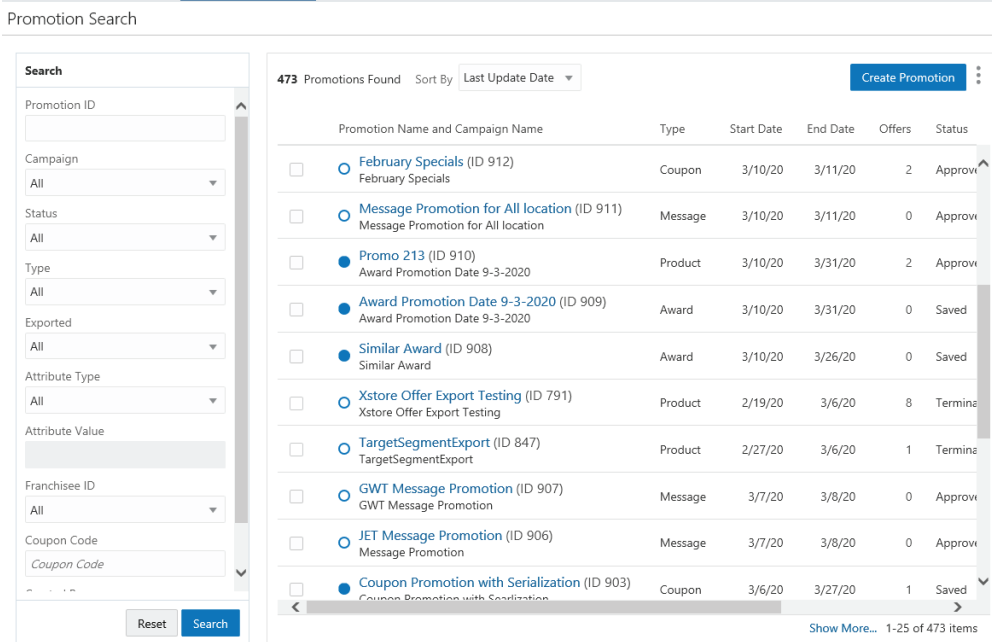 Promotion Search
Search
Promotion ID
Campaign
All
Status
All
Type
All
Exported
All
Attribute Type
All
Attribute Value
Franchisee ID
All
Coupon Code
Coupon Code
Reset Search
473 Promotions Found Sort By Last Update Date Create Promotion
Promotion Name and Campaign Name Type Start Date End Date Offers Status
February Specials (ID 912) Coupon 3/10/20 3/11/20 2 Approve
February Specials
Message Promotion for All location (ID 911) Message 3/10/20 3/11/20 0 Approve
Message Promotion for All location
Promo 213 (ID 910) Product 3/10/20 3/31/20 2 Approve
Award Promotion Date 9-3-2020
Award Promotion Date 9-3-2020 (ID 909) Award 3/10/20 3/31/20 0 Saved
Award Promotion Date 9-3-2020
Similar Award (ID 908) Award 3/10/20 3/26/20 0 Saved
Similar Award
Xstore Offer Export Testing (ID 791) Product 2/19/20 3/6/20 8 Termina
Xstore Offer Export Testing
TargetSegmentExport (ID 847) Product 2/27/20 3/6/20 1 Termina
TargetSegmentExport
GWT Message Promotion (ID 907) Message 3/7/20 3/8/20 0 Approve
GWT Message Promotion
JET Message Promotion (ID 906) Message 3/7/20 3/8/20 0 Approve
Message Promotion
Coupon Promotion with Serialization (ID 903) Coupon 3/6/20 3/27/20 1 Saved
Coupon Promotion with Searlization
Show More... 1-25 of 473 items